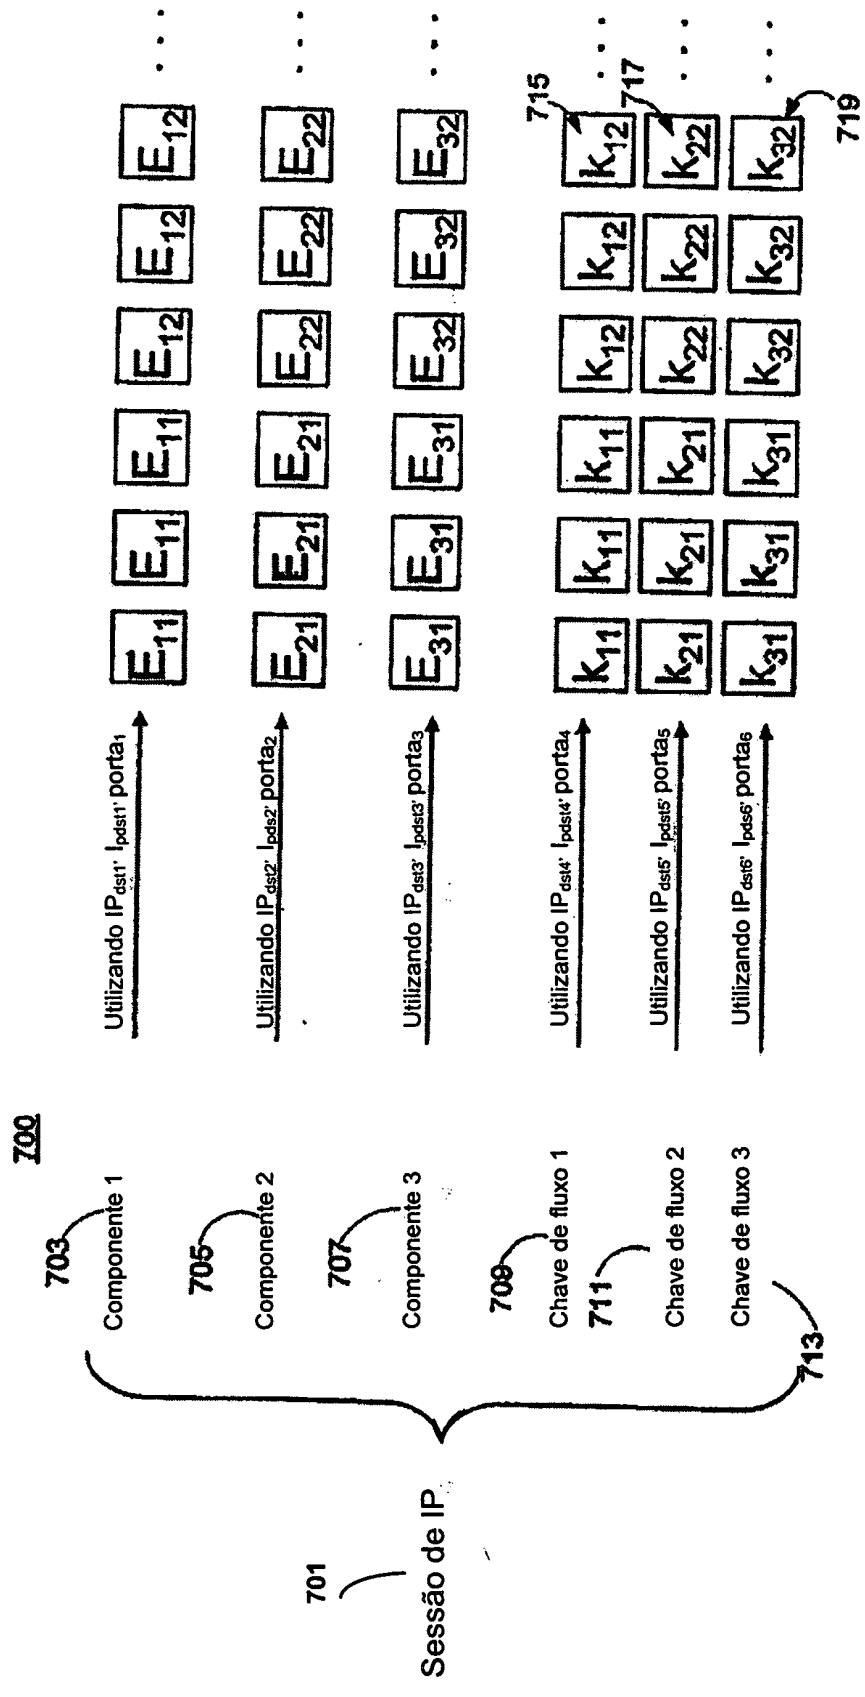 700
701
Sessão de IP
703
Componente 1
Utilizando IPdst1, Ipdst1, porta1
E11 E11 E11 E12 E12 E12 . . .
705
Componente 2
Utilizando IPdst2, Ipds2, porta2
E21 E21 E21 E22 E22 E22 . . .
707
Componente 3
Utilizando IPdst3, Ipdst3, porta3
E31 E31 E31 E32 E32 E32 . . .
709
Chave de fluxo 1
Utilizando IPdst4, Ipdst4, porta4
k11 k11 k11 k12 k12 k12 . . .
715
711
Chave de fluxo 2
Utilizando IPdst5, Ipdst5, porta5
k21 k21 k21 k22 k22 k22 . . .
717
Chave de fluxo 3
713
Utilizando IPdst6, Ipds6, porta6
k31 k31 k31 k32 k32 k32 . . .
719